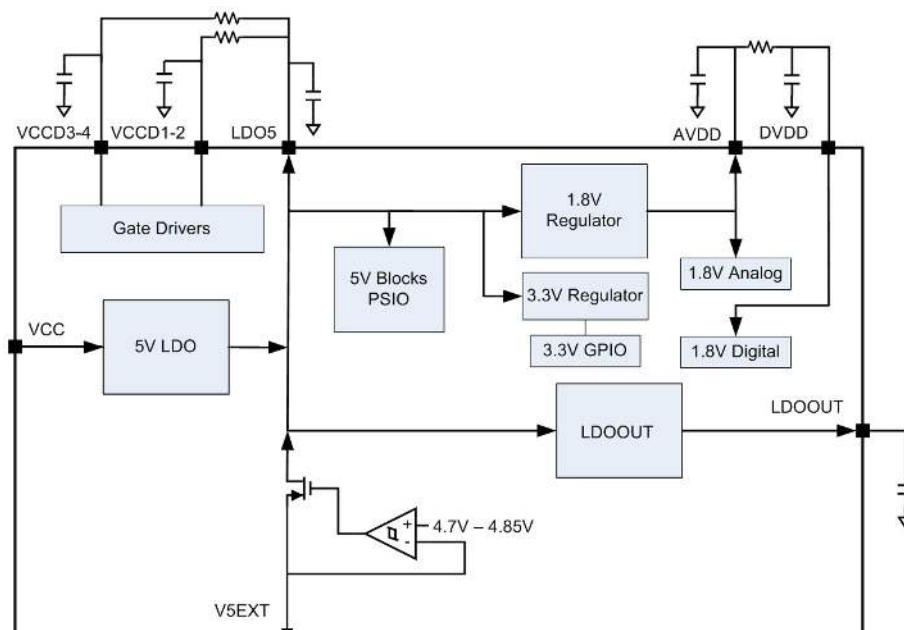 VCCD3-4 VCCD1-2 LDO5
AVDD DVDD
Gate Drivers
1.8V
Regulator
5V Blocks
PSIO
3.3V Regulator
3.3V GPIO
1.8V Analog
1.8V Digital
VCC
5V LDO
LDOOUT
LDOOUT
+
4.7V – 4.85V
-
V5EXT